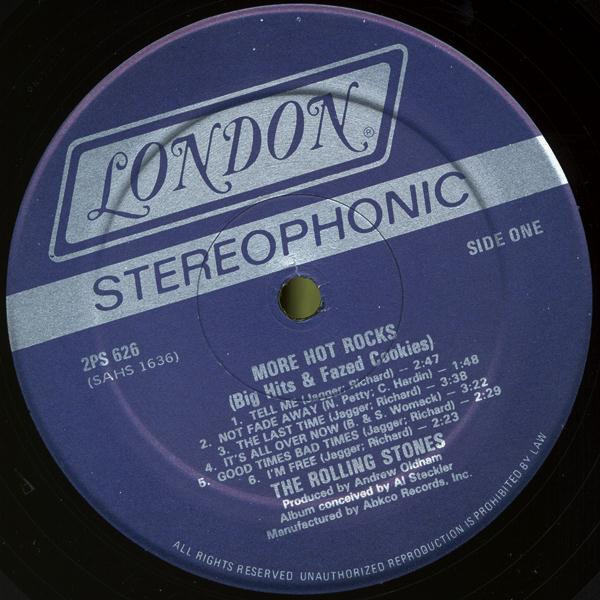 LONDON®
STEREOPHONIC
SIDE ONE
2PS 626
(SAHS 1636)
MORE HOT ROCKS
(Big Hits & Fazed Cookies)
1. TELL ME (Jagger; Richard) — 2:47
2. NOT FADE AWAY (N. Petty; C. Hardin) — 1:48
3. THE LAST TIME (Jagger; Richard) — 3:38
4. IT'S ALL OVER NOW (B. & S. Womack) — 3:22
5. GOOD TIMES BAD TIMES (Jagger; Richard) — 2:29
6. I'M FREE (Jagger; Richard) — 2:23
THE ROLLING STONES
Produced by Andrew Oldham
Album conceived by Al Steckler
Manufactured by Abkco Records, Inc.
ALL RIGHTS RESERVED UNAUTHORIZED REPRODUCTION IS PROHIBITED BY LAW